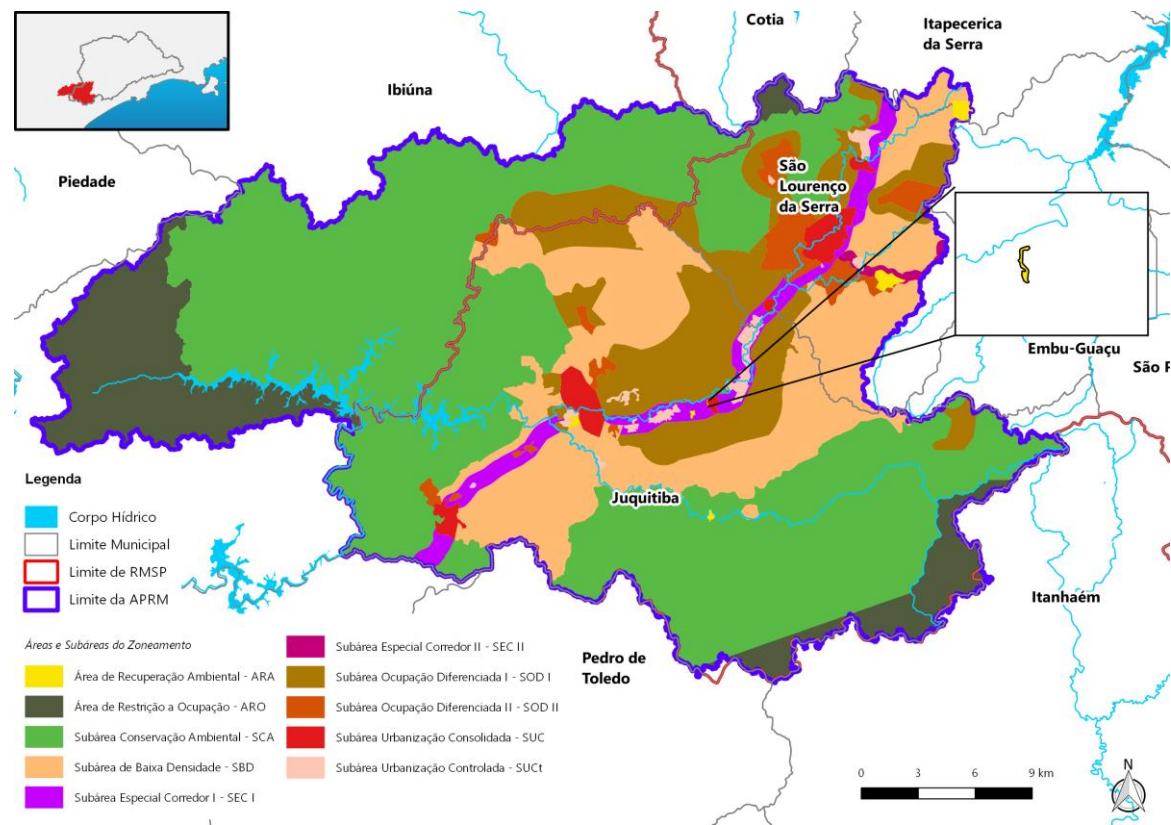 Cotia
Itapecerica
da Serra
Ibiúna
Piedade
São
Lourenço
da Serra
Embu-Guaçu
São P
Juquitiba
Itanhaém
Pedro de
Toledo
Legenda
Corpo Hídrico
Limite Municipal
Limite de RMSP
Limite da APRM
Áreas e Subáreas do Zoneamento
Área de Recuperação Ambiental - ARA
Área de Restrição a Ocupação - ARO
Subárea Conservação Ambiental - SCA
Subárea de Baixa Densidade - SBD
Subárea Especial Corredor I - SEC I
Subárea Especial Corredor II - SEC II
Subárea Ocupação Diferenciada I - SOD I
Subárea Ocupação Diferenciada II - SOD II
Subárea Urbanização Consolidada - SUC
Subárea Urbanização Controlada - SUCt
0 3 6 9 km
N